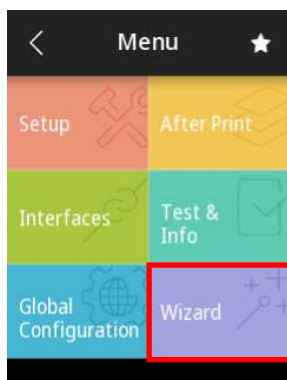 Menu
Setup
After Print
Interfaces
Test &
Info
Global
Configuration
Wizard